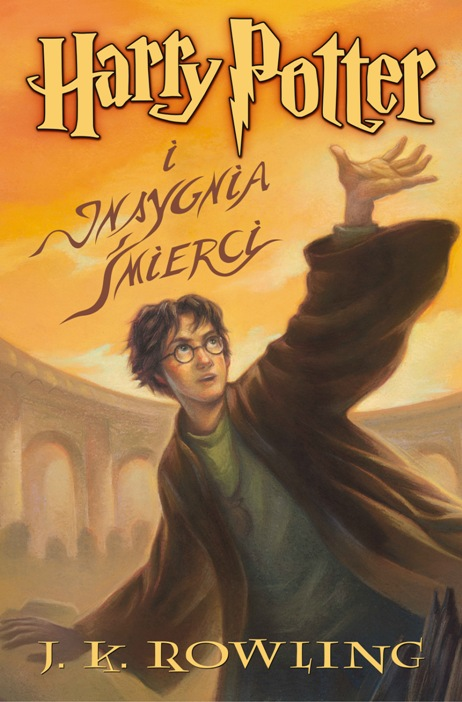 Harry Potter
i
INSYGNIA
ŚMIERCI
J. K. ROWLING